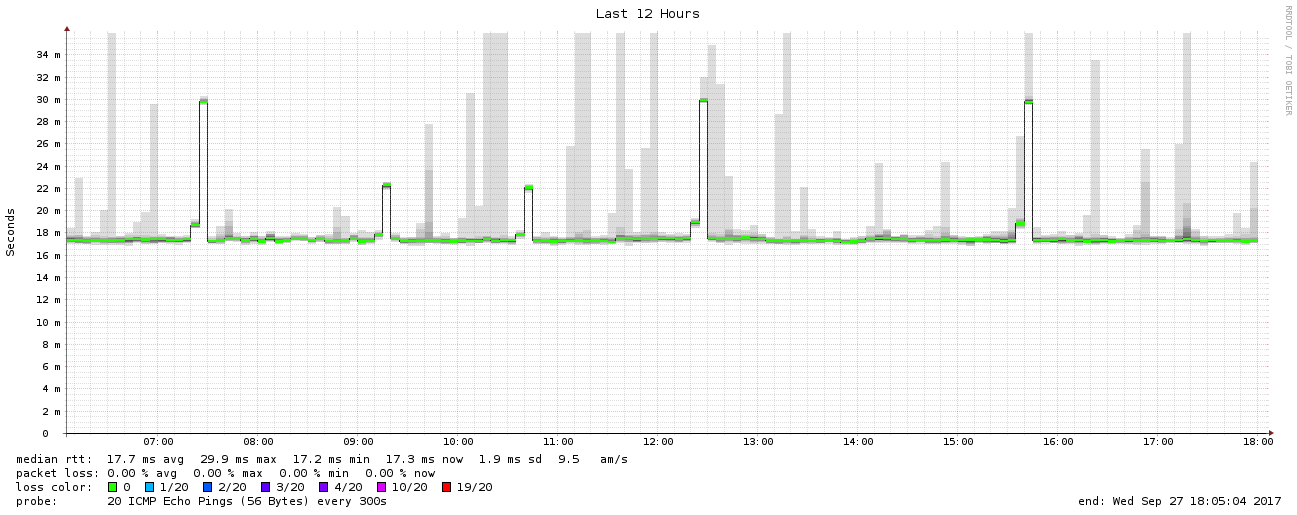 Last 12 Hours
RRDTOOL / TOBI OETIKER
Seconds
34 m
32 m
30 m
28 m
26 m
24 m
22 m
20 m
18 m
16 m
14 m
12 m
10 m
8 m
6 m
4 m
2 m
0
07:00 08:00 09:00 10:00 11:00 12:00 13:00 14:00 15:00 16:00 17:00 18:00
median rtt: 17.7 ms avg 29.9 ms max 17.2 ms min 17.3 ms now 1.9 ms sd 9.5 am/s
packet loss: 0.00 % avg 0.00 % max 0.00 % min 0.00 % now
loss color: 0 1/20 2/20 3/20 4/20 10/20 19/20
probe: 20 ICMP Echo Pings (56 Bytes) every 300s end: Wed Sep 27 18:05:04 2017